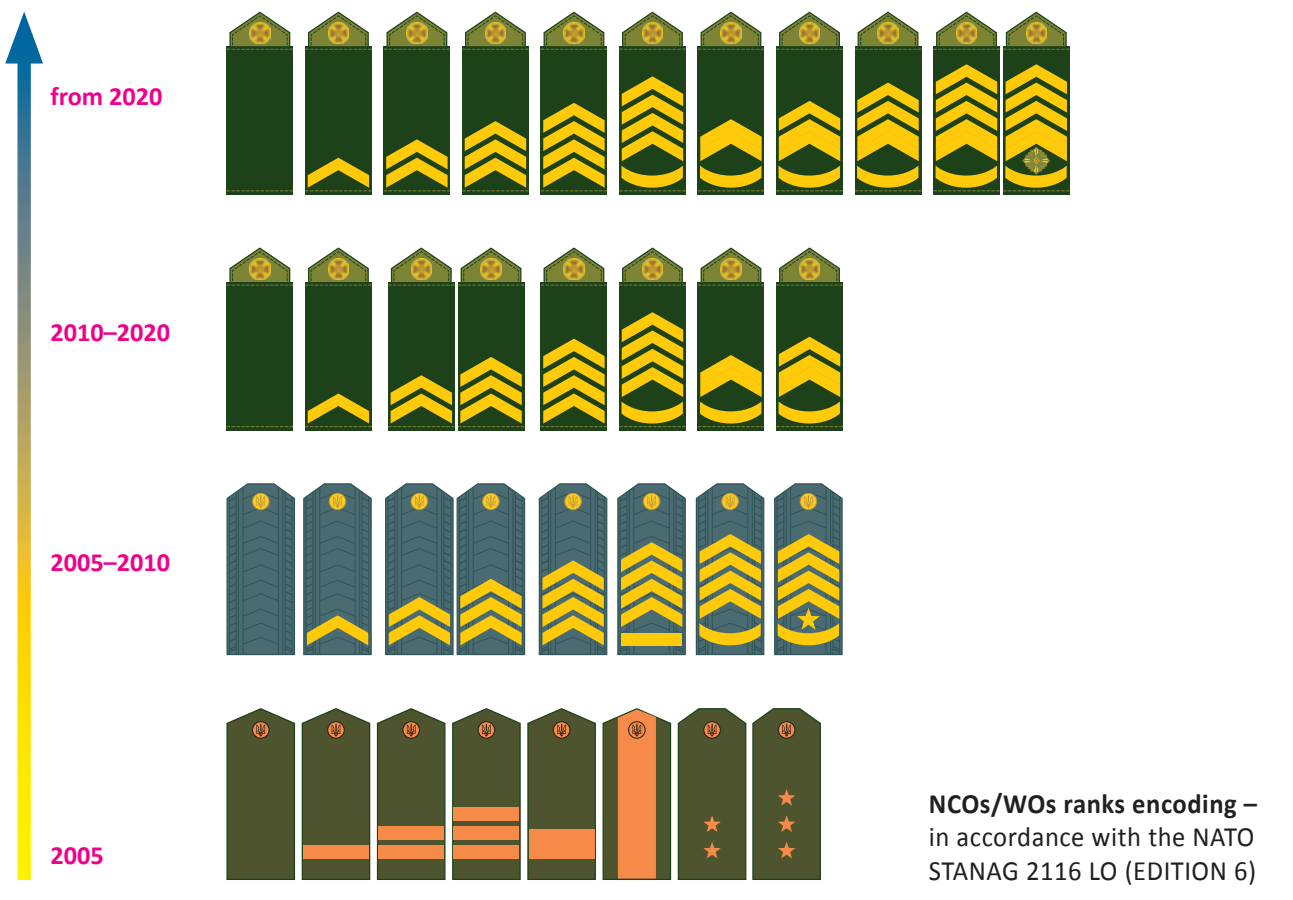 from 2020
2010–2020
2005–2010
2005
NCOs/WOs ranks encoding –
in accordance with the NATO
STANAG 2116 LO (EDITION 6)